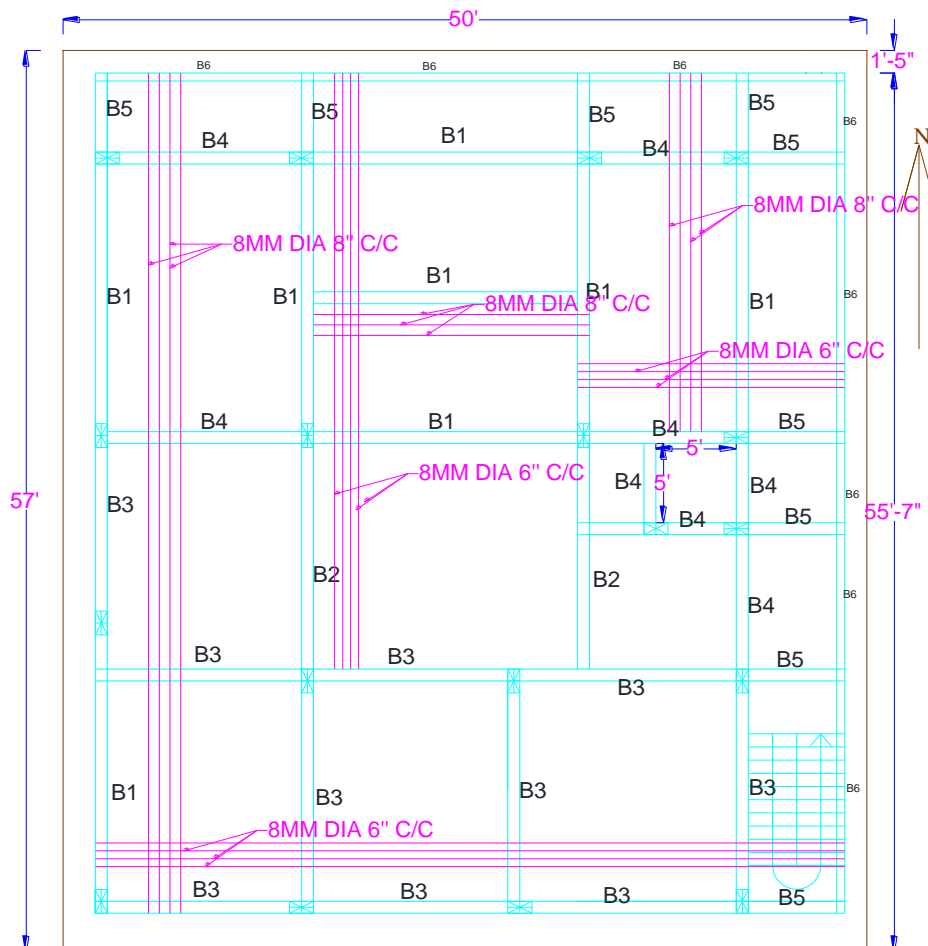 50'
1'-5"
B6 B6 B6
B5 B5 B5 B5 B6
B4 B1 B4 B5
N
8MM DIA 8" C/C
8MM DIA 8" C/C
B1 B1 B1 B1 B1 B6
8MM DIA 8" C/C
8MM DIA 6" C/C
B4 B1 B4 B5
5'
8MM DIA 6" C/C
B4 5' B4 B6
57' B3 B4 B5 55'-7"
B2 B2 B4 B6
B3 B3 B3 B5
B1 B3 B3 B3 B6
8MM DIA 6" C/C
B3 B3 B3 B5